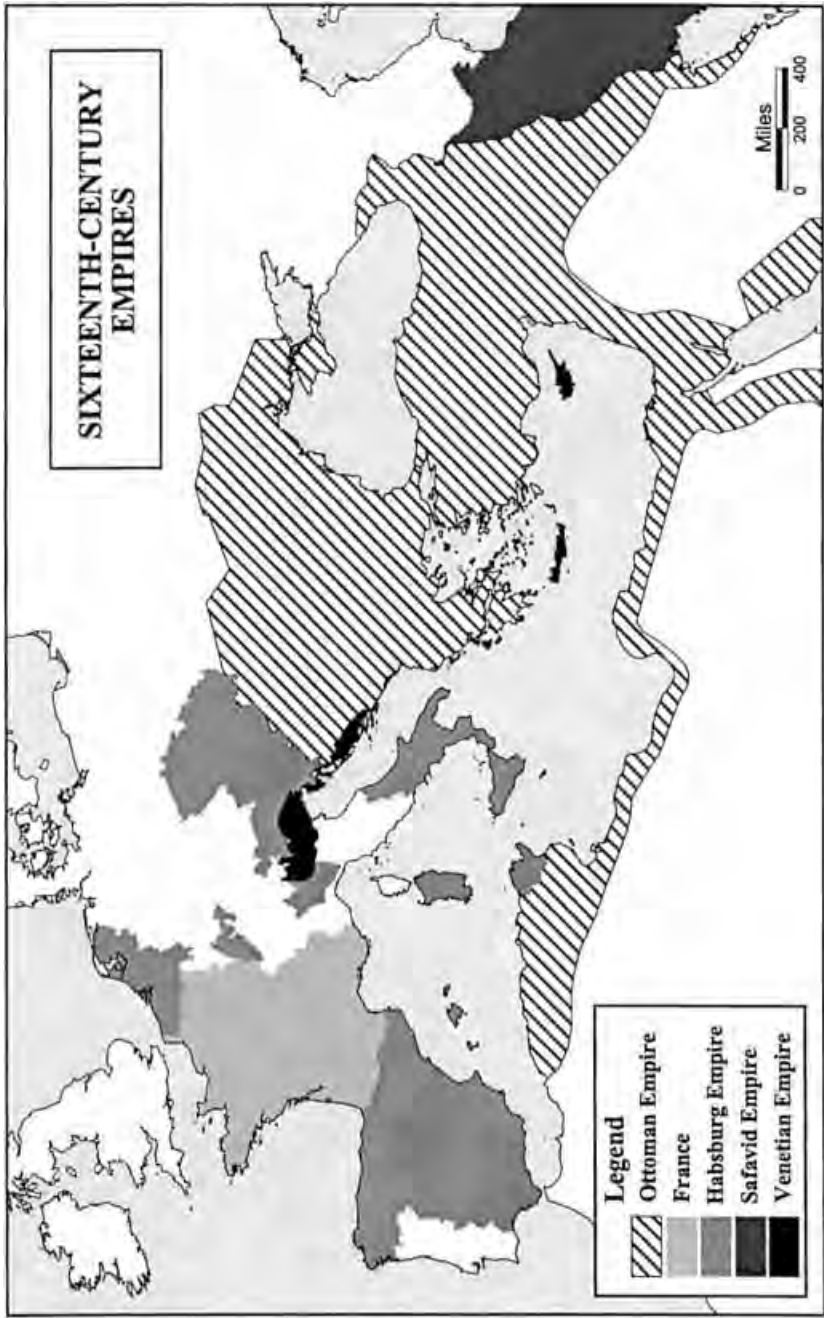 SIXTEENTH-CENTURY
EMPIRES
Miles
0 200 400
Legend
Ottoman Empire
France
Habsburg Empire
Safavid Empire
Venetian Empire